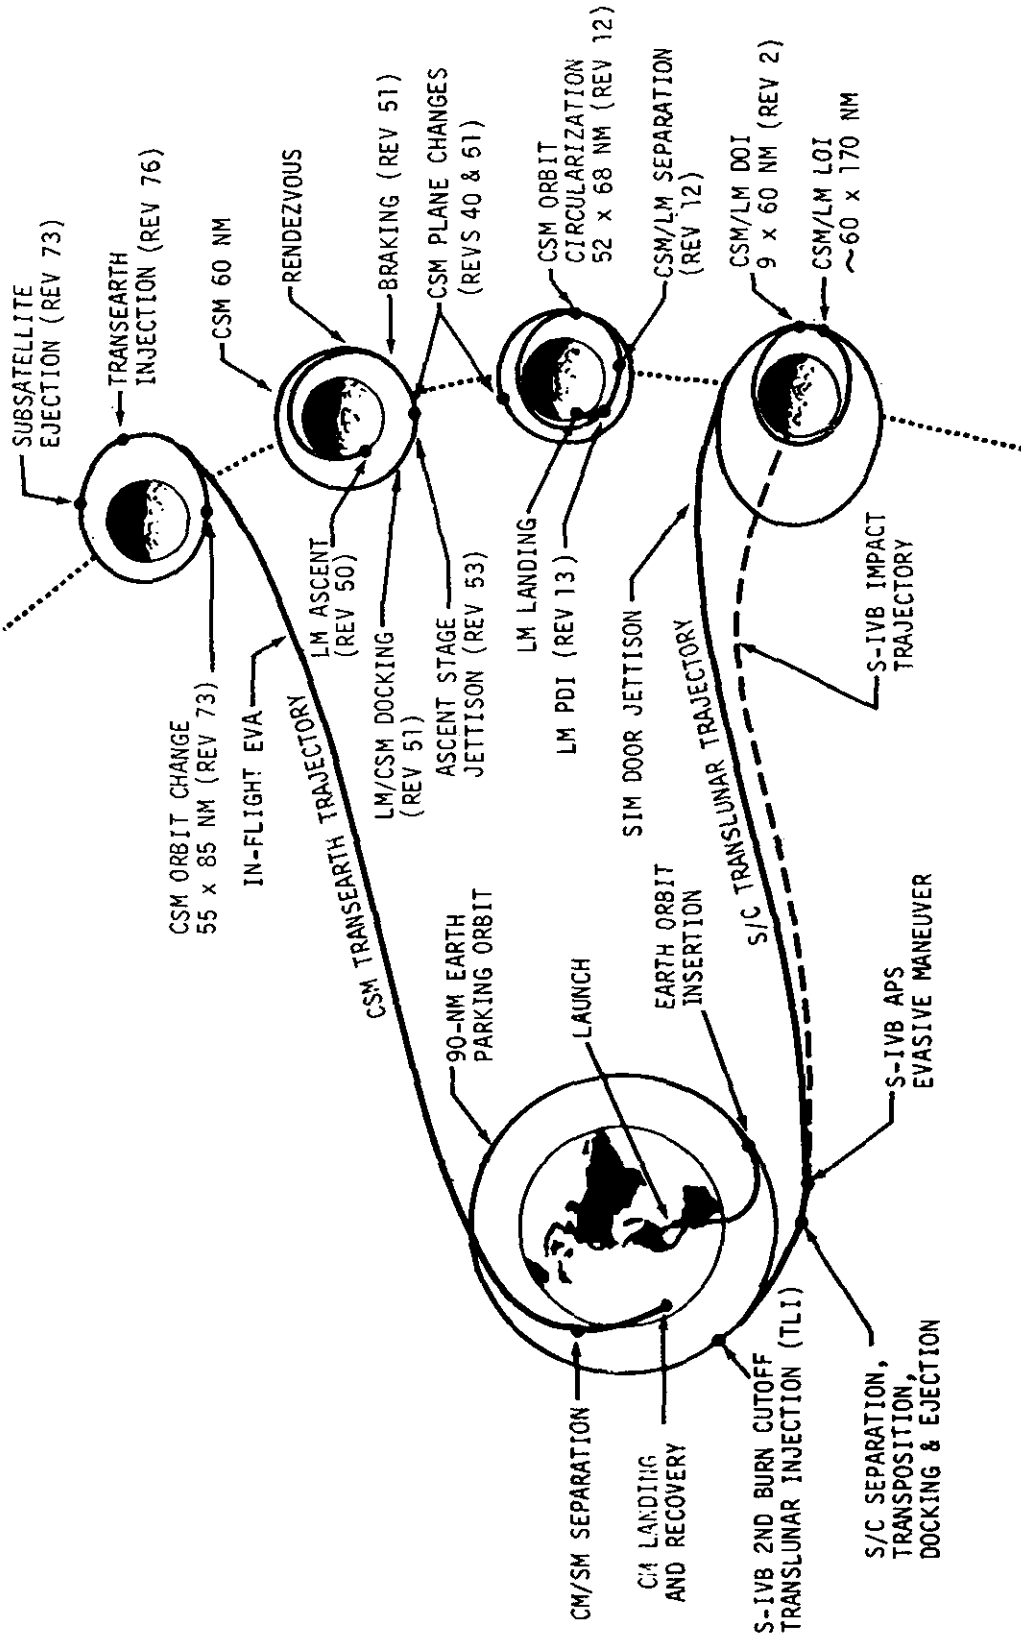 SUBSATELLITE
EJECTION (REV 73)
TRANSEARTH
INJECTION (REV 76)
CSM 60 NM
RENDEZVOUS
BRAKING (REV 51)
CSM PLANE CHANGES
(REVS 40 & 51)
CSM ORBIT
CIRCULARIZATION
52 x 68 NM (REV 12)
CSM/LM SEPARATION
(REV 12)
CSM/LM DOI
9 x 60 NM (REV 2)
CSM/LM LOI
~60 x 170 NM
CSM ORBIT CHANGE
55 x 85 NM (REV 73)
IN-FLIGHT EVA
CSM TRANSEARTH TRAJECTORY
LM ASCENT
(REV 50)
LM/CSM DOCKING
(REV 51)
ASCENT STAGE
JETTISON (REV 53)
LM LANDING
LM PDI (REV 13)
SIM DOOR JETTISON
S/C TRANSLUNAR TRAJECTORY
S-IVB IMPACT
TRAJECTORY
90-NM EARTH
PARKING ORBIT
LAUNCH
EARTH ORBIT
INSERTION
S-IVB APS
EVASIVE MANEUVER
CM/SM SEPARATION
CM LANDING
AND RECOVERY
S-IVB 2ND BURN CUTOFF
TRANSLUNAR INJECTION (TLI)
S/C SEPARATION,
TRANSPOSITION,
DOCKING & EJECTION